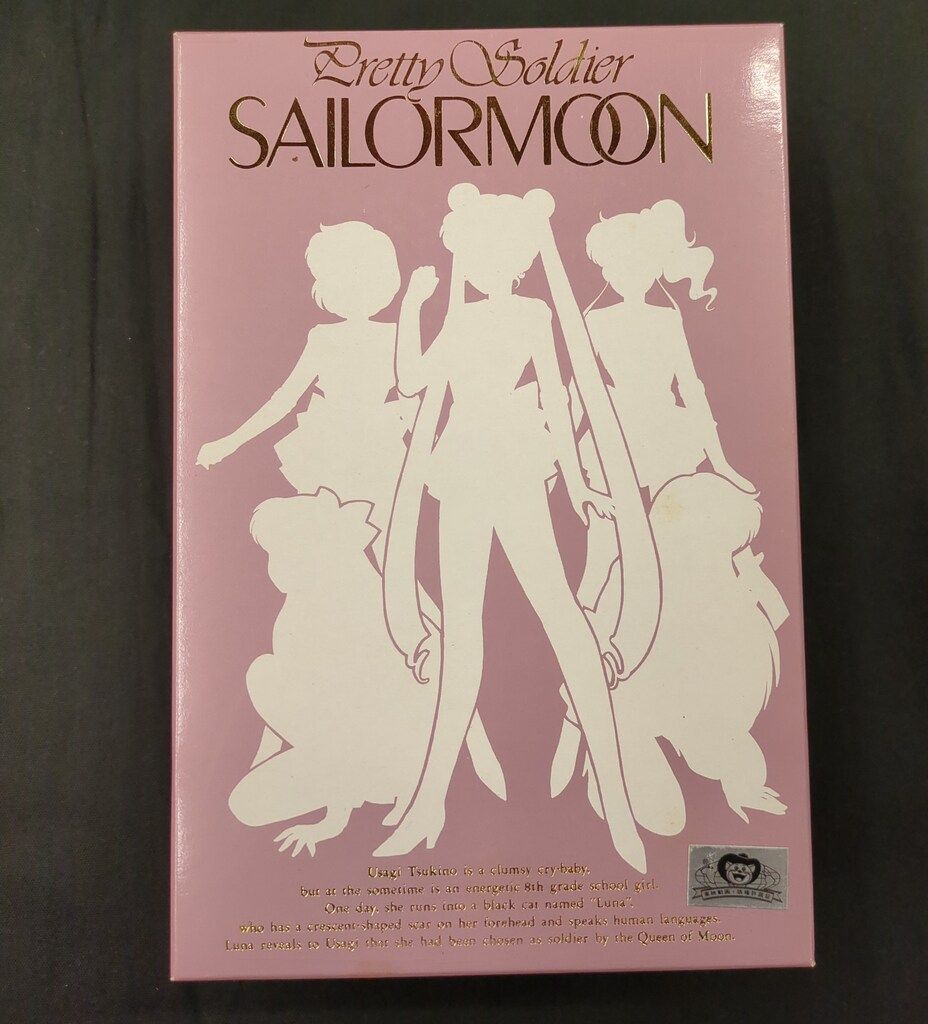 Pretty Soldier
SAILORMOON
Usagi Tsukino is a clumsy cry-baby,
but at the sometime is an energetic 8th grade school girl.
One day, she runs into a black cat named "Luna",
who has a crescent-shaped scar on her forehead and speaks human languages.
Luna reveals to Usagi that she had been chosen as soldier by the Queen of Moon.